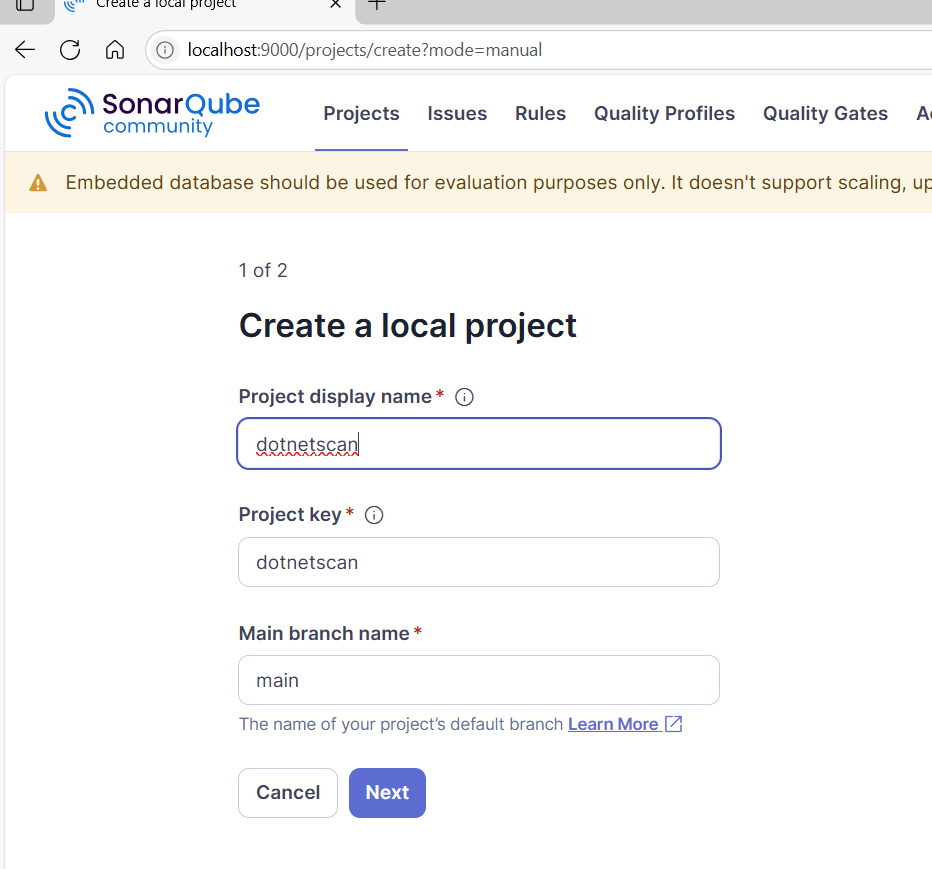 Create a local project
localhost:9000/projects/create?mode=manual
SonarQube
community
Projects Issues Rules Quality Profiles Quality Gates
Embedded database should be used for evaluation purposes only. It doesn't support scaling, up
1 of 2
Create a local project
Project display name*
dotnetscan
Project key*
dotnetscan
Main branch name*
main
The name of your project's default branch Learn More
Cancel Next